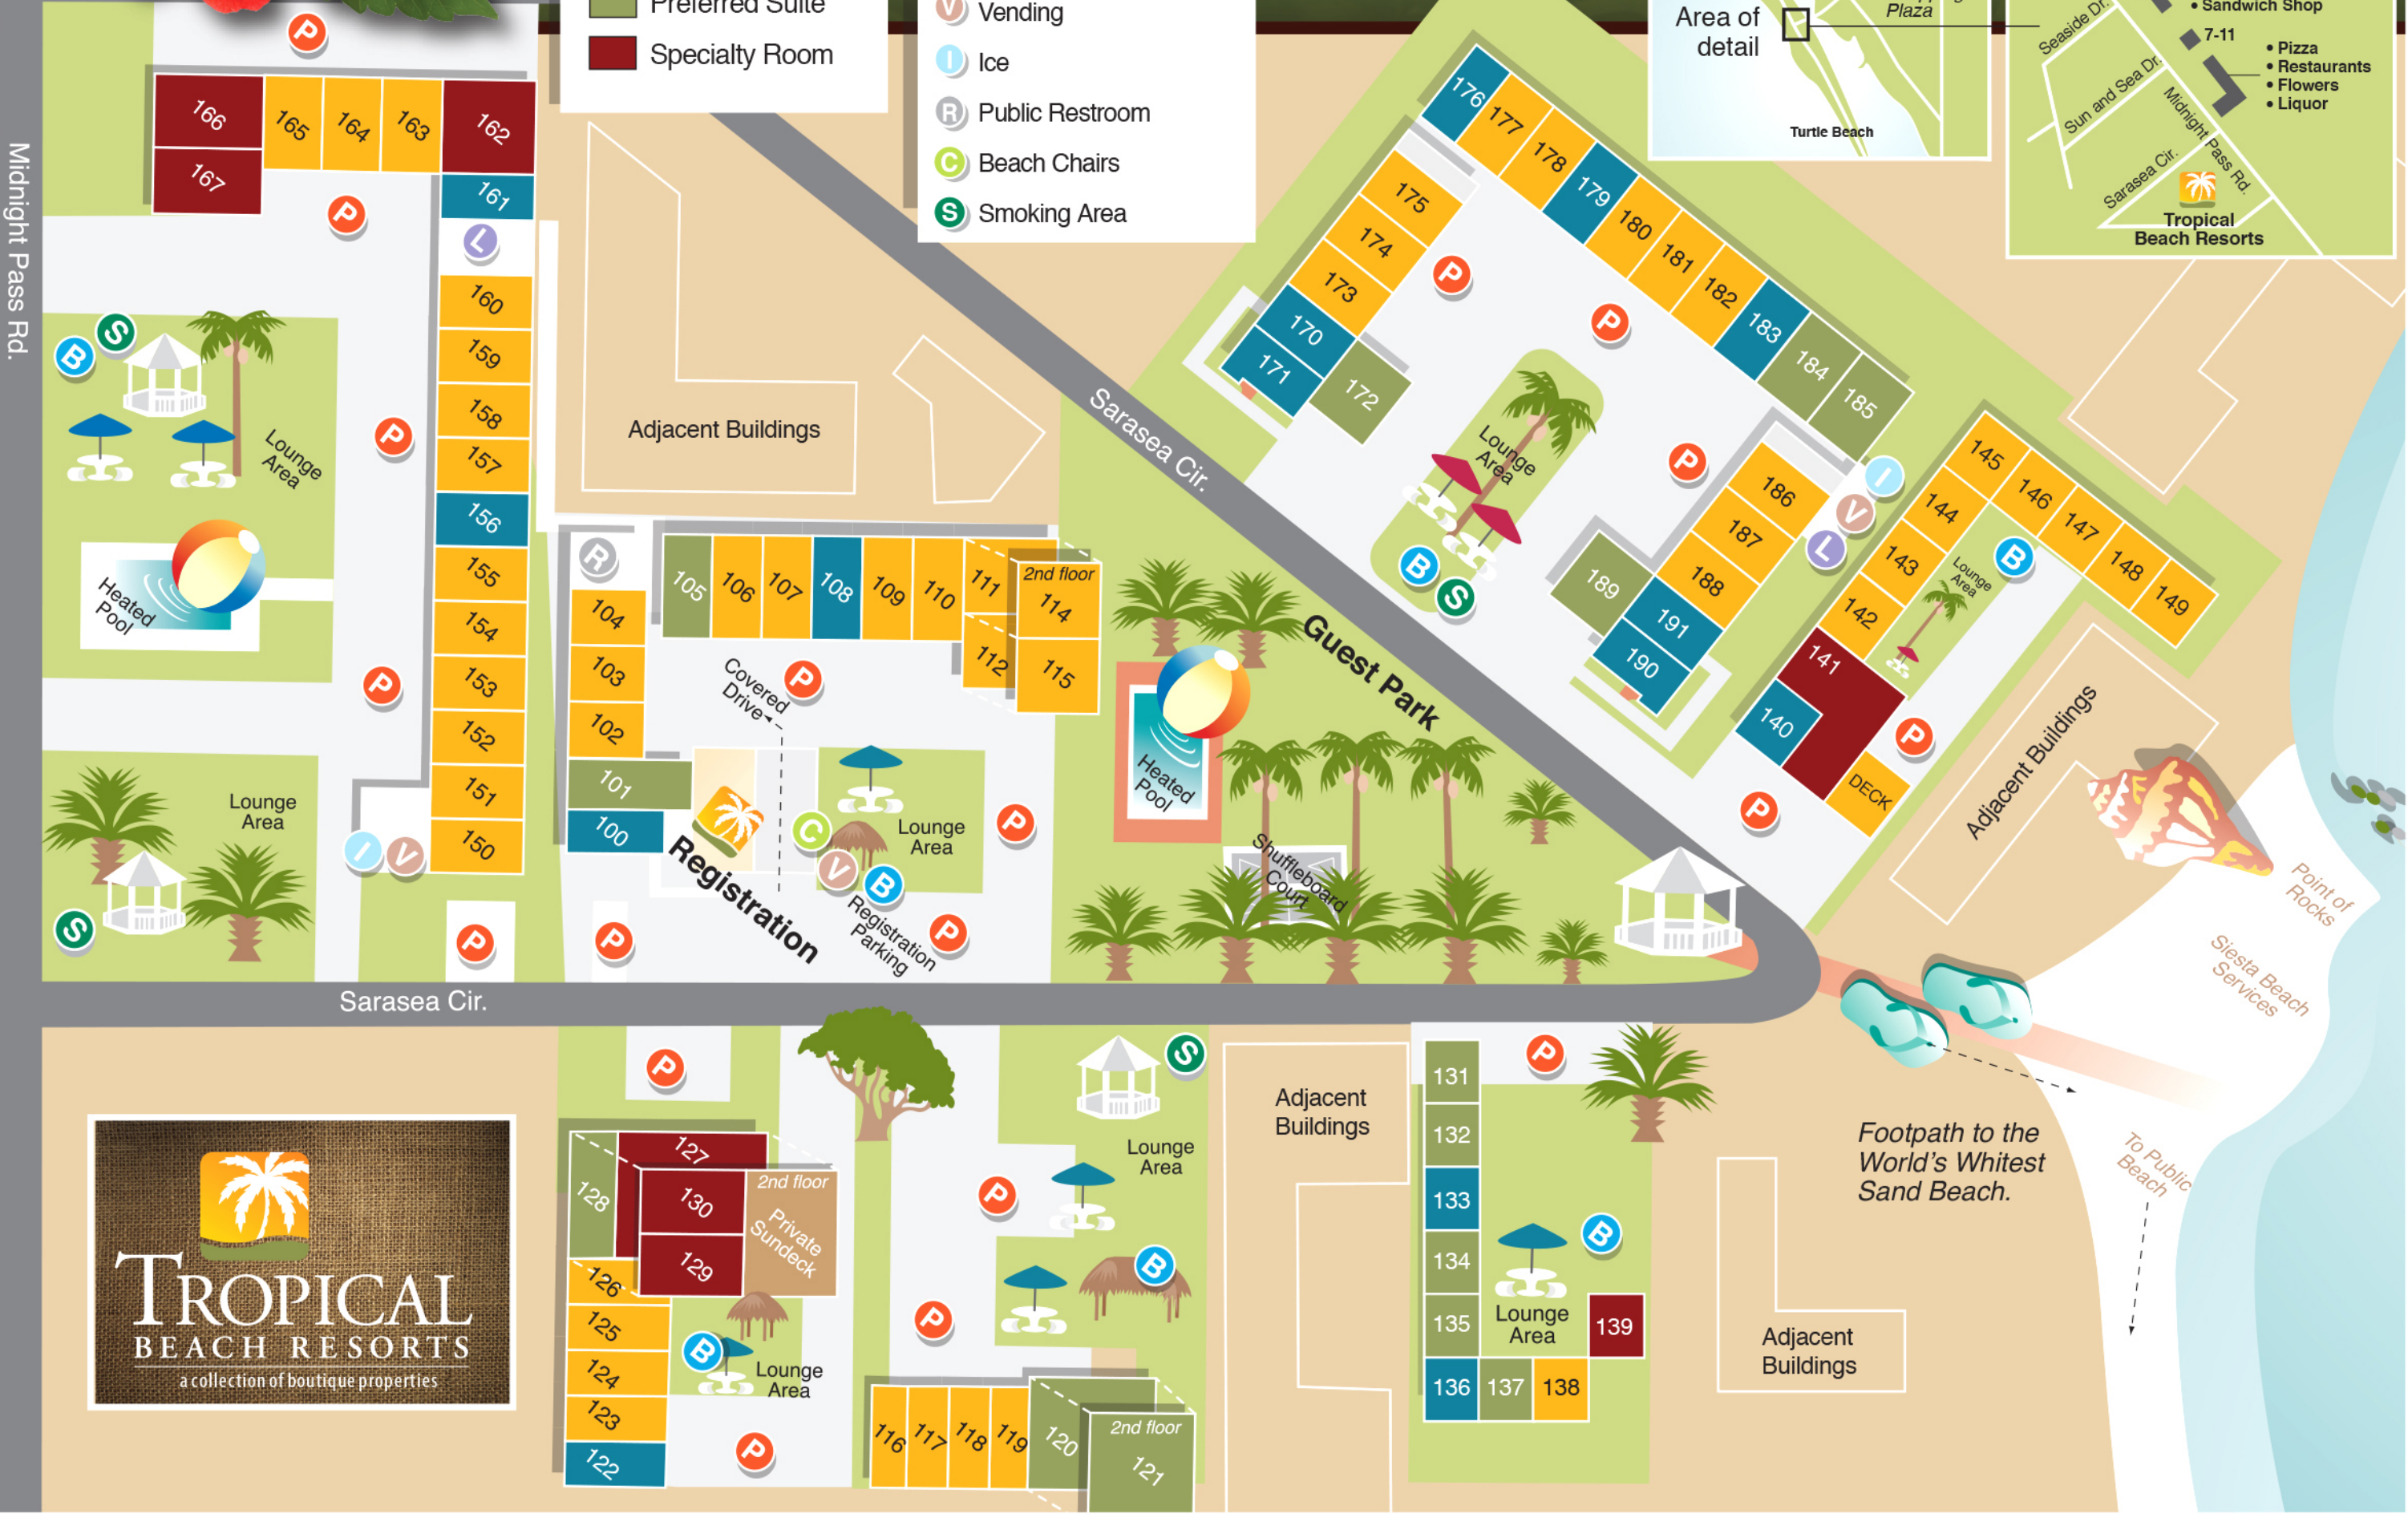 Preferred Suite
Specialty Room
V Vending
I Ice
R Public Restroom
C Beach Chairs
S Smoking Area
Area of
detail
Plaza
Turtle Beach
Seaside Dr.
Sun and Sea Dr.
Midnight Pass Rd.
Sarasea Cir.
• Sandwich Shop
7-11
• Pizza
• Restaurants
• Flowers
• Liquor
Tropical
Beach Resorts
Midnight Pass Rd.
P
166
165
164
163
162
167
161
P
L
160
159
158
157
156
155
154
153
152
151
150
S
B
Lounge
Area
P
Heated
Pool
P
Lounge
Area
I
V
S
P
Adjacent Buildings
R
104
103
102
101
100
105
106
107
108
109
110
111
112
2nd floor
114
115
Covered
Drive
P
C
V
B
Lounge
Area
P
Registration
Registration
Parking
P
P
Sarasea Cir.
176
177
178
179
180
181
182
183
184
185
175
174
173
170
171
172
P
P
P
Lounge
Area
B
S
186
187
188
189
191
190
I
V
L
145
146
147
148
149
144
143
142
141
140
DECK
Lounge
Area
B
P
P
Adjacent Buildings
Guest Park
Heated
Pool
Shuffleboard
Court
Point of
Rocks
Siesta Beach
Services
To Public
Beach
Footpath to the
World's Whitest
Sand Beach.
Sarasea Cir.
TROPICAL
BEACH RESORTS
a collection of boutique properties
P
127
128
130
129
2nd floor
Private
Sundeck
126
125
124
123
122
B
Lounge
Area
P
S
Lounge
Area
P
B
P
116
117
118
119
120
2nd floor
121
Adjacent
Buildings
131
132
133
134
135
136
137
138
139
P
B
Lounge
Area
Adjacent
Buildings